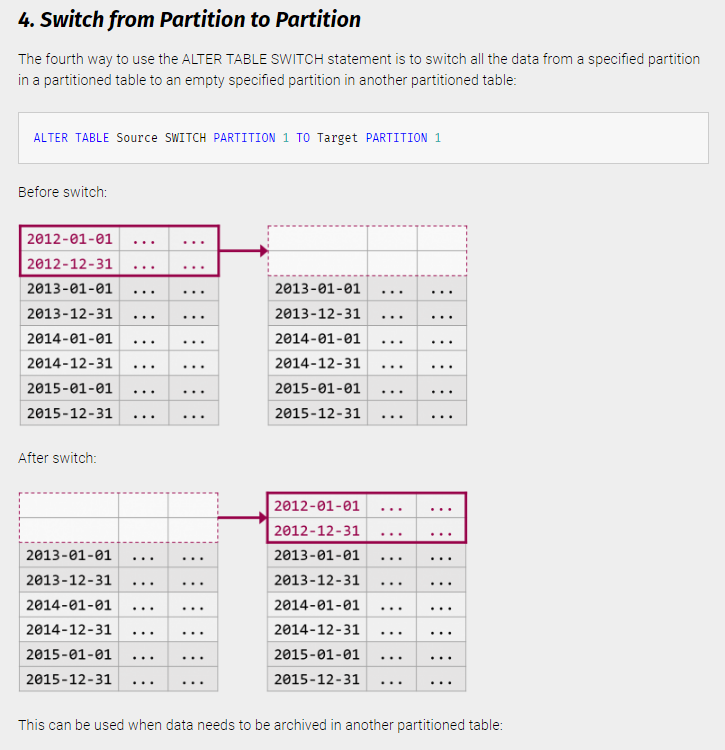 4. Switch from Partition to Partition
The fourth way to use the ALTER TABLE SWITCH statement is to switch all the data from a specified partition
in a partitioned table to an empty specified partition in another partitioned table:
ALTER TABLE Source SWITCH PARTITION 1 TO Target PARTITION 1
Before switch:
2012-01-01 ... ...
2012-12-31 ... ...
2013-01-01 ... ... 2013-01-01 ... ...
2013-12-31 ... ... 2013-12-31 ... ...
2014-01-01 ... ... 2014-01-01 ... ...
2014-12-31 ... ... 2014-12-31 ... ...
2015-01-01 ... ... 2015-01-01 ... ...
2015-12-31 ... ... 2015-12-31 ... ...
After switch:
2012-01-01 ... ...
2012-12-31 ... ...
2013-01-01 ... ... 2013-01-01 ... ...
2013-12-31 ... ... 2013-12-31 ... ...
2014-01-01 ... ... 2014-01-01 ... ...
2014-12-31 ... ... 2014-12-31 ... ...
2015-01-01 ... ... 2015-01-01 ... ...
2015-12-31 ... ... 2015-12-31 ... ...
This can be used when data needs to be archived in another partitioned table: